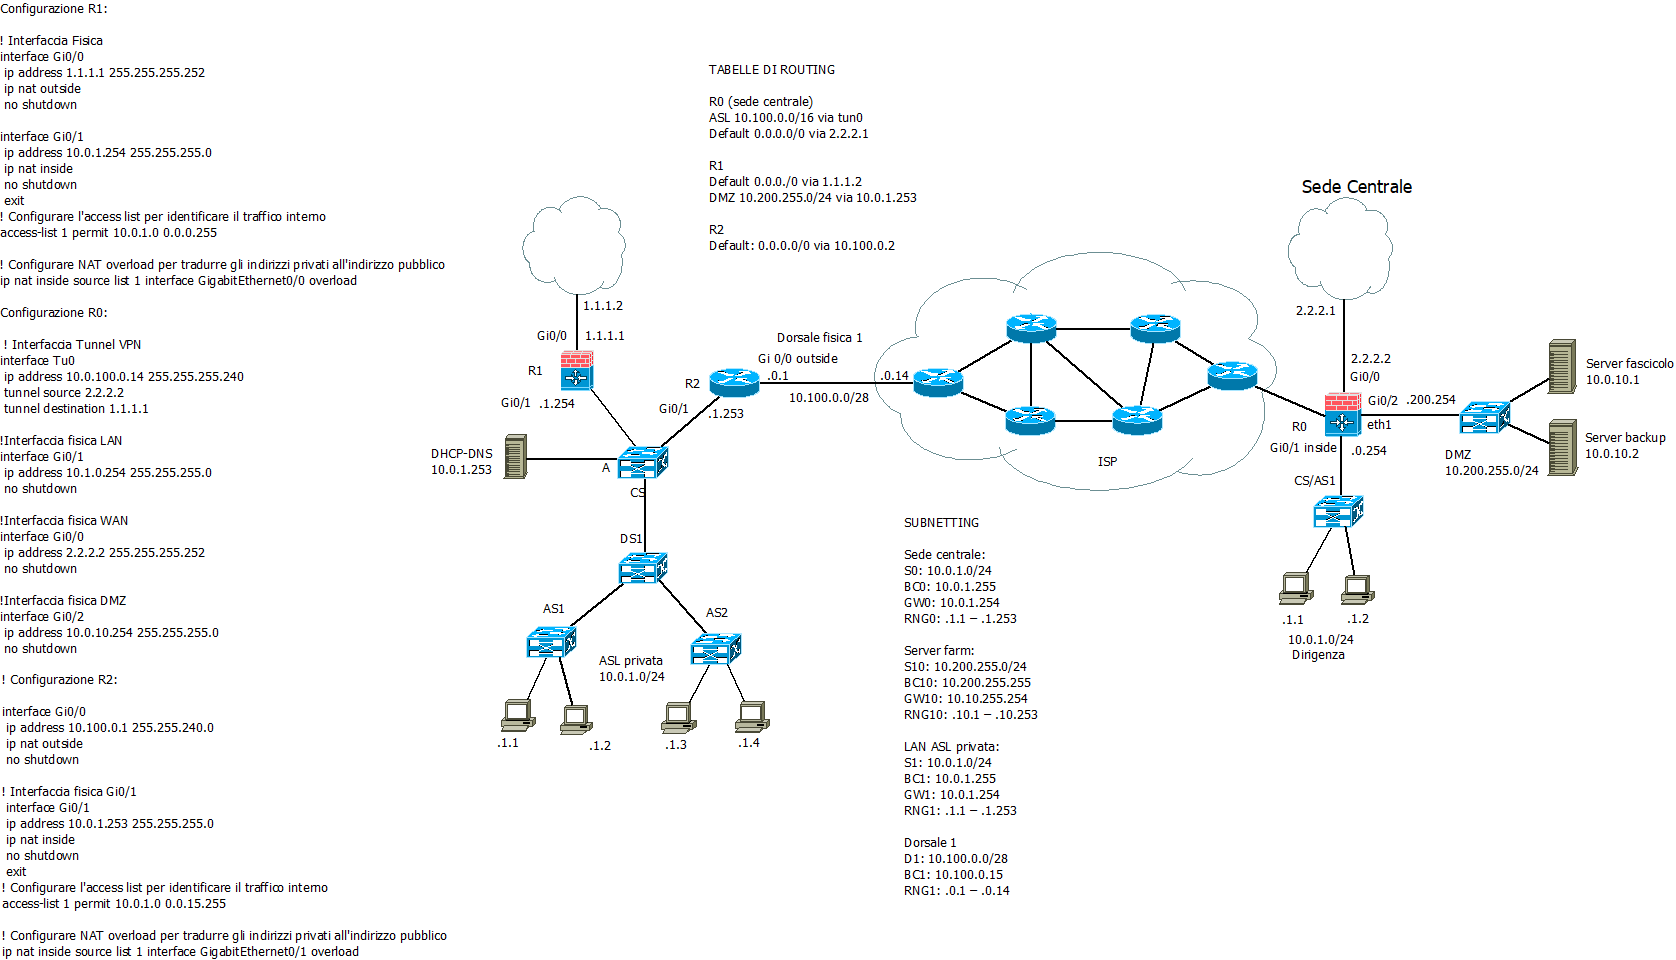 Configurazione R1:
! Interfaccia Fisica
interface Gi0/0
ip address 1.1.1.1 255.255.255.252
ip nat outside
no shutdown
interface Gi0/1
ip address 10.0.1.254 255.255.255.0
ip nat inside
no shutdown
exit
! Configurare l'access list per identificare il traffico interno
access-list 1 permit 10.0.1.0 0.0.0.255
! Configurare NAT overload per tradurre gli indirizzi privati all'indirizzo pubblico
ip nat inside source list 1 interface GigabitEthernet0/0 overload
Configurazione R0:
! Interfaccia Tunnel VPN
interface Tu0
ip address 10.0.100.0.14 255.255.255.240
tunnel source 2.2.2.2
tunnel destination 1.1.1.1
!Interfaccia fisica LAN
interface Gi0/1
ip address 10.1.0.254 255.255.255.0
no shutdown
!Interfaccia fisica WAN
interface Gi0/0
ip address 2.2.2.2 255.255.255.252
no shutdown
!Interfaccia fisica DMZ
interface Gi0/2
ip address 10.0.10.254 255.255.255.0
no shutdown
! Configurazione R2:
interface Gi0/0
ip address 10.100.0.1 255.255.240.0
ip nat outside
no shutdown
! Interfaccia fisica Gi0/1
interface Gi0/1
ip address 10.0.1.253 255.255.255.0
ip nat inside
no shutdown
exit
! Configurare l'access list per identificare il traffico interno
access-list 1 permit 10.0.1.0 0.0.15.255
! Configurare NAT overload per tradurre gli indirizzi privati all'indirizzo pubblico
ip nat inside source list 1 interface GigabitEthernet0/1 overload
TABELLE DI ROUTING
R0 (sede centrale)
ASL 10.100.0.0/16 via tun0
Default 0.0.0.0/0 via 2.2.2.1
R1
Default 0.0.0./0 via 1.1.1.2
DMZ 10.200.255.0/24 via 10.0.1.253
R2
Default: 0.0.0.0/0 via 10.100.0.2
1.1.1.2
Gi0/0
1.1.1.1
R1
Gi0/1
.1.254
DHCP-DNS
10.0.1.253
A
CS
R2
Gi0/1
.1.253
Dorsale fisica 1
Gi 0/0 outside
.0.1
.0.14
10.100.0.0/28
DS1
AS1
AS2
ASL privata
10.0.1.0/24
.1.1
.1.2
.1.3
.1.4
ISP
Sede Centrale
2.2.2.1
2.2.2.2
Gi0/0
Gi0/2
.200.254
R0
eth1
Gi0/1 inside
.0.254
CS/AS1
DMZ
10.200.255.0/24
Server fascicolo
10.0.10.1
Server backup
10.0.10.2
.1.1
.1.2
10.0.1.0/24
Dirigenza
SUBNETTING
Sede centrale:
S0: 10.0.1.0/24
BC0: 10.0.1.255
GW0: 10.0.1.254
RNG0: .1.1 – .1.253
Server farm:
S10: 10.200.255.0/24
BC10: 10.200.255.255
GW10: 10.10.255.254
RNG10: .10.1 – .10.253
LAN ASL privata:
S1: 10.0.1.0/24
BC1: 10.0.1.255
GW1: 10.0.1.254
RNG1: .1.1 – .1.253
Dorsale 1
D1: 10.100.0.0/28
BC1: 10.100.0.15
RNG1: .0.1 – .0.14